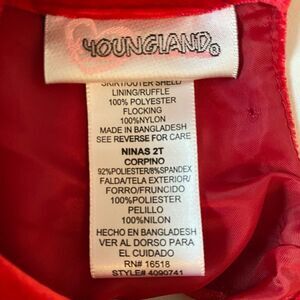 YOUNGLAND®
SKIRT/OUTER SHELL
LINING/RUFFLE
100% POLYESTER
FLOCKING
100%NYLON
MADE IN BANGLADESH
SEE REVERSE FOR CARE
NINAS 2T
CORPINO
92%POLIESTER/8%SPANDEX
FALDA/TELA EXTERIOR/
FORRO/FRUNCIDO
100%POLIESTER
PELILLO
100%NILON
HECHO EN BANGLADESH
VER AL DORSO PARA
EL CUIDADO
RN# 16518
STYLE# 4090741